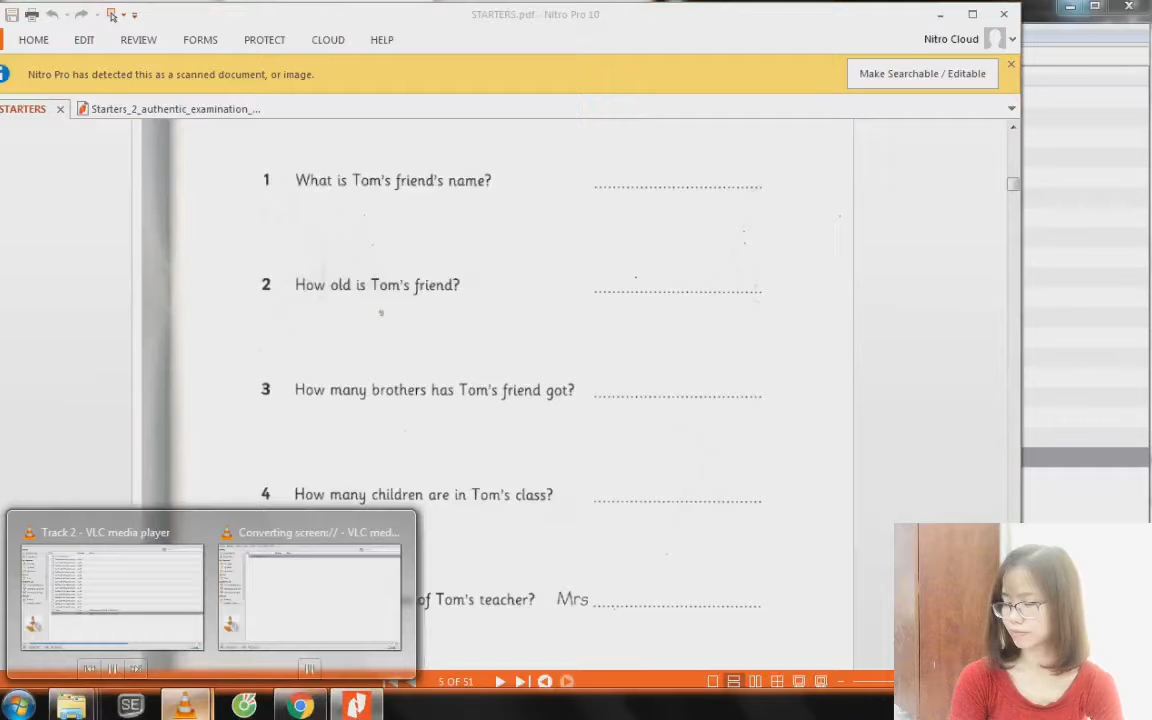 STARTERS.pdf - Nitro Pro 10
HOME EDIT REVIEW FORMS PROTECT CLOUD HELP
Nitro Cloud
Nitro Pro has detected this as a scanned document, or image.
Make Searchable / Editable
STARTERS
Starters_2_authentic_examination_...
1 What is Tom's friend's name?
2 How old is Tom's friend?
3 How many brothers has Tom's friend got?
4 How many children are in Tom's class?
Track 2 - VLC media player
Converting screen:// - VLC med...
of Tom's teacher? Mrs
5 OF 51
SE